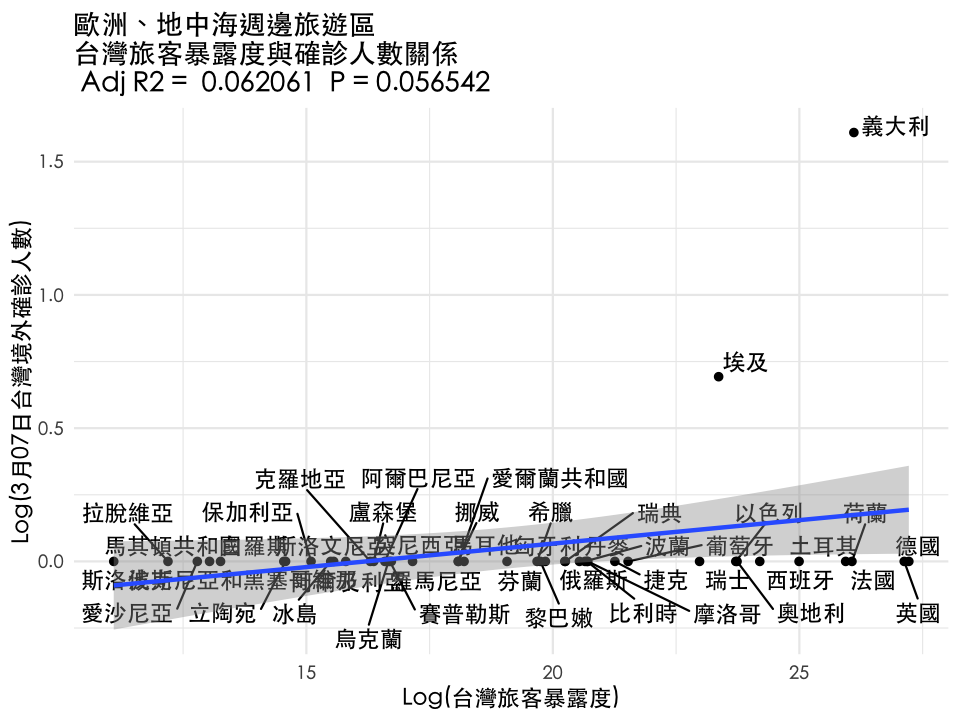 歐洲、地中海週邊旅遊區
台灣旅客暴露度與確診人數關係
Adj R2 = 0.062061 P = 0.056542
義大利
1.5
1.0
埃及
0.5
克羅地亞 阿爾巴尼亞 愛爾蘭共和國
拉脫維亞 保加利亞 盧森堡 挪威 希臘 瑞典 以色列 荷蘭
馬其頓共和國 丹麥 波蘭 葡萄牙 土耳其 德國
0.0
羅馬尼亞 芬蘭 俄羅斯 捷克 瑞士 西班牙 法國
愛沙尼亞 立陶宛 冰島 賽普勒斯 黎巴嫩 比利時 摩洛哥 奧地利 英國
烏克蘭
15 20 25
Log(台灣旅客暴露度)
Log(3月07日台灣境外確診人數)